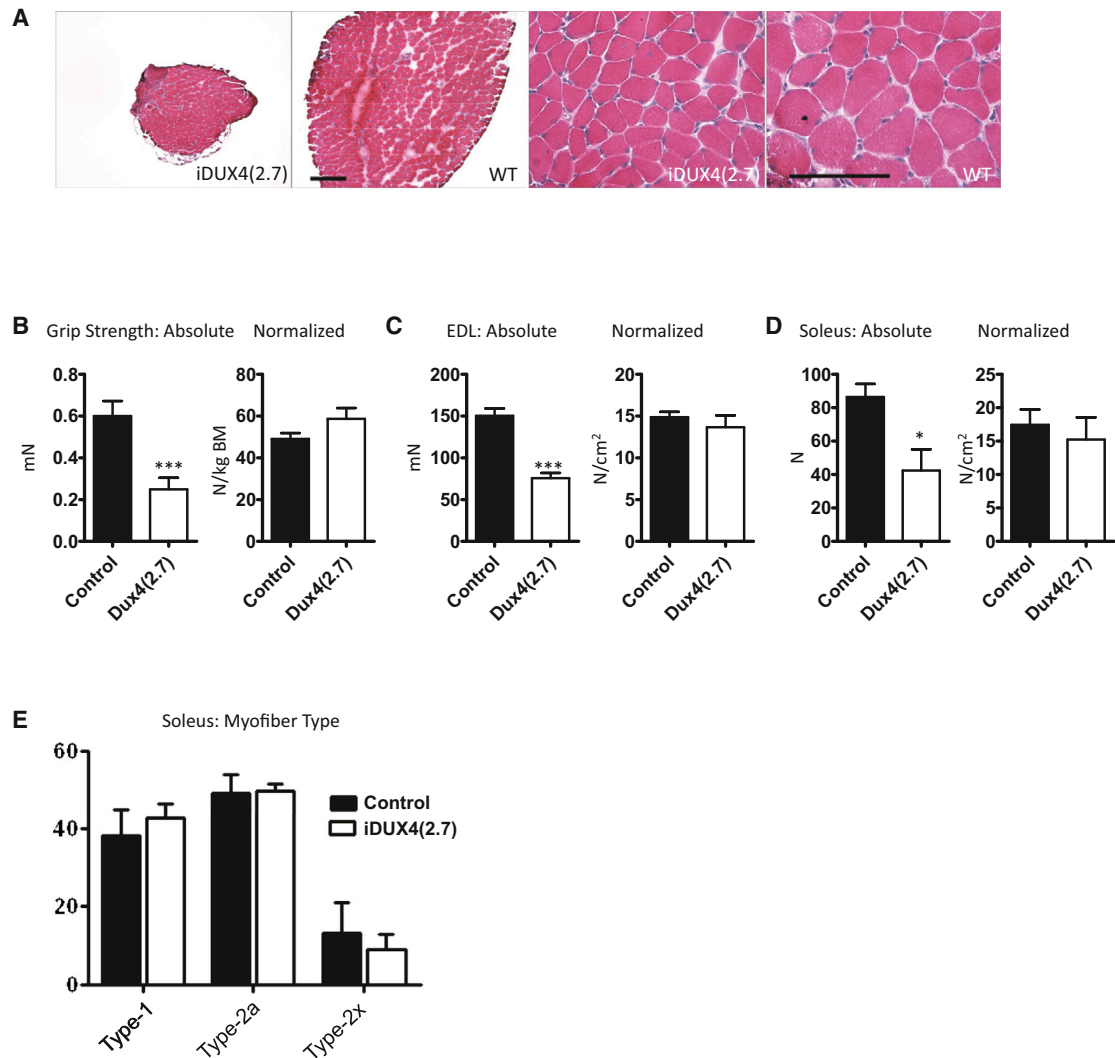 A
iDUX4(2.7)
WT
iDUX4(2.7)
WT
B
Grip Strength: Absolute
Normalized
0.8
0.6
0.4
0.2
0.0
mN
***
Control
Dux4(2.7)
80
60
40
20
0
N/kg BM
Control
Dux4(2.7)
C
EDL: Absolute
Normalized
200
150
100
50
0
mN
***
Control
Dux4(2.7)
20
15
10
5
0
N/cm²
Control
Dux4(2.7)
D
Soleus: Absolute
Normalized
100
80
60
40
20
0
N
*
Control
Dux4(2.7)
25
20
15
10
5
0
N/cm²
Control
Dux4(2.7)
E
Soleus: Myofiber Type
60
40
20
0
Control
iDUX4(2.7)
Type-1
Type-2a
Type-2x